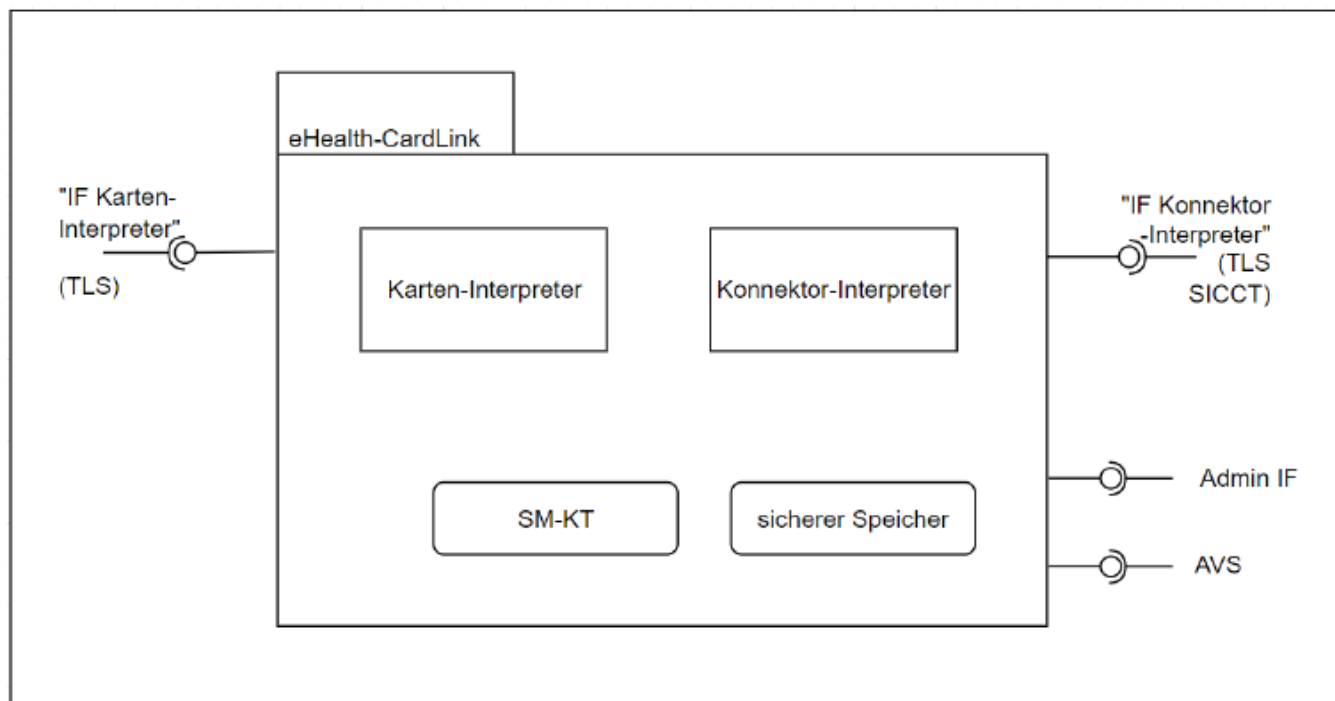 eHealth-CardLink
"IF Karten-
Interpreter"
(TLS)
Karten-Interpreter
Konnektor-Interpreter
"IF Konnektor
-Interpreter"
(TLS
SICCT)
SM-KT
sicherer Speicher
Admin IF
AVS